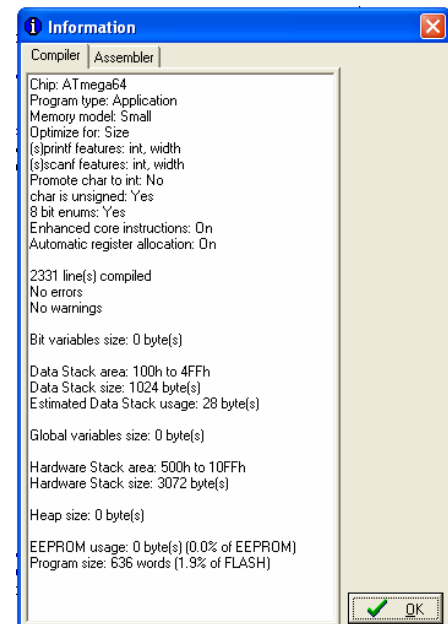 Information
Compiler
Assembler
Chip: ATmega64
Program type: Application
Memory model: Small
Optimize for: Size
(s)printf features: int, width
(s)scanf features: int, width
Promote char to int: No
char is unsigned: Yes
8 bit enums: Yes
Enhanced core instructions: On
Automatic register allocation: On
2331 line(s) compiled
No errors
No warnings
Bit variables size: 0 byte(s)
Data Stack area: 100h to 4FFh
Data Stack size: 1024 byte(s)
Estimated Data Stack usage: 28 byte(s)
Global variables size: 0 byte(s)
Hardware Stack area: 500h to 10FFh
Hardware Stack size: 3072 byte(s)
Heap size: 0 byte(s)
EEPROM usage: 0 byte(s) (0.0% of EEPROM)
Program size: 636 words (1.9% of FLASH)
OK